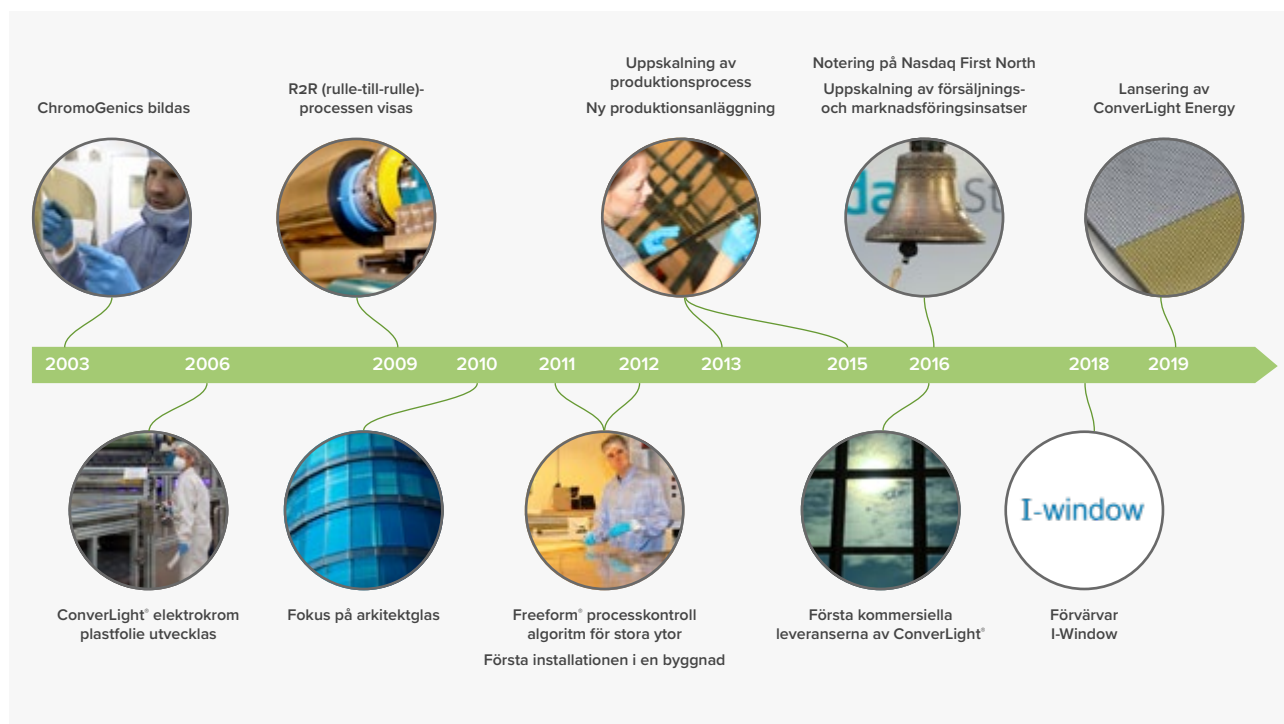 ChromoGenics bildas
R2R (rulle-till-rulle)-
processen visas
Uppskalning av
produktionsprocess
Ny produktionsanläggning
Notering på Nasdaq First North
Uppskalning av försäljnings-
och marknadsföringsinsatser
Lansering av
ConverLight Energy
da St
2003 2006 2009 2010 2011 2012 2013 2015 2016 2018 2019
I-window
ConverLight® elektrokrom
plastfolie utvecklas
Fokus på arkitektglas
Freeform® processkontroll
algoritm för stora ytor
Första installationen i en byggnad
Första kommersiella
leveranserna av ConverLight®
Förvärvar
I-Window